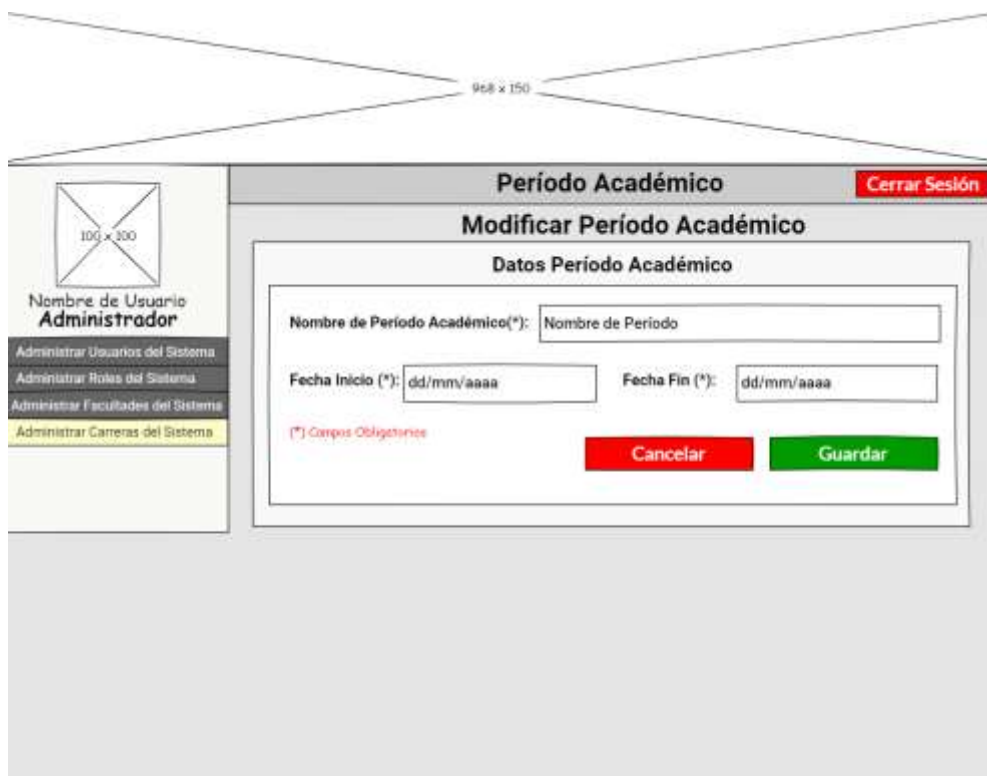 968 x 150
Período Académico
Cerrar Sesión
100 x 100
Nombre de Usuario
Administrador
Administrar Usuarios del Sistema
Administrar Roles del Sistema
Administrar Facultades del Sistema
Administrar Carreras del Sistema
Modificar Período Académico
Datos Período Académico
Nombre de Período Académico(*): Nombre de Período
Fecha Inicio (*): dd/mm/aaaa Fecha Fin (*): dd/mm/aaaa
(*) Campos Obligatorios
Cancelar Guardar